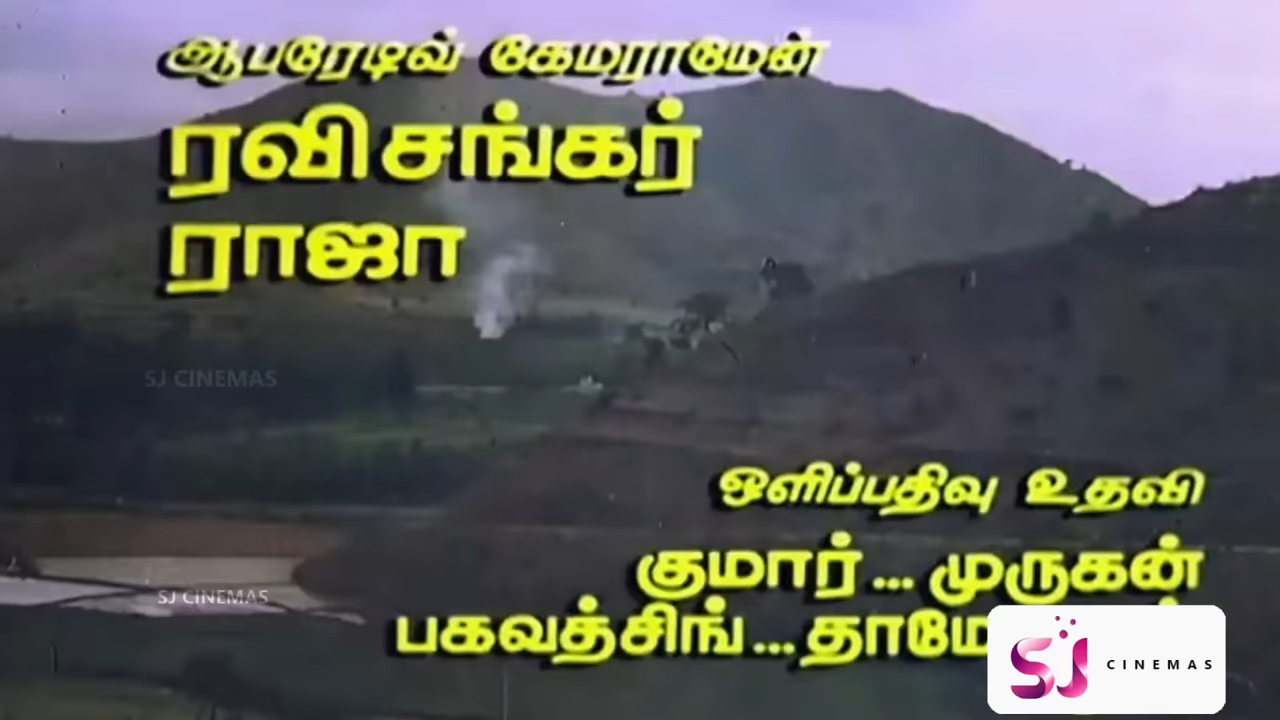 ஆபரேடிவ் கேமராமேன்
ரவி சங்கர்
ராஜா
SJ CINEMAS
ஒளிப்பதிவு உதவி
குமார் ... முருகன்
SJ CINEMAS
பகவத்சிங் ...
SJ CINEMAS